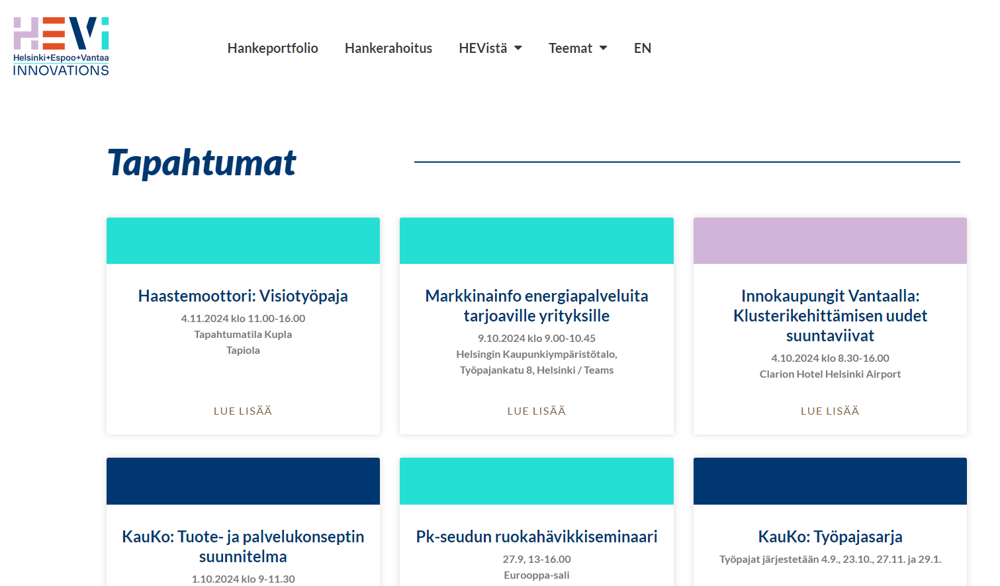 HEVi
Helsinki+Espoo+Vantaa
INNOVATIONS
Hankeportfolio
Hankerahoitus
HEVistä
Teemat
EN
Tapahtumat
Haastemoottori: Visiotyöpaja
4.11.2024 klo 11.00-16.00
Tapahtumatila Kupla
Tapiola
LUE LISÄÄ
Markkinainfo energiapalveluita
tarjoaville yrityksille
9.10.2024 klo 9.00-10.45
Helsingin Kaupunkiympäristötalo,
Työpajankatu 8, Helsinki / Teams
LUE LISÄÄ
Innokaupungit Vantaalla:
Klusterikehittämisen uudet
suuntaviivat
4.10.2024 klo 8.30-16.00
Clarion Hotel Helsinki Airport
LUE LISÄÄ
KauKo: Tuote- ja palvelukonseptin
suunnitelma
1.10.2024 klo 9-11.30
Pk-seudun ruokahävikkiseminaari
27.9, 13-16.00
Eurooppa-sali
KauKo: Työpajasarja
Työpajat järjestetään 4.9., 23.10., 27.11. ja 29.1.